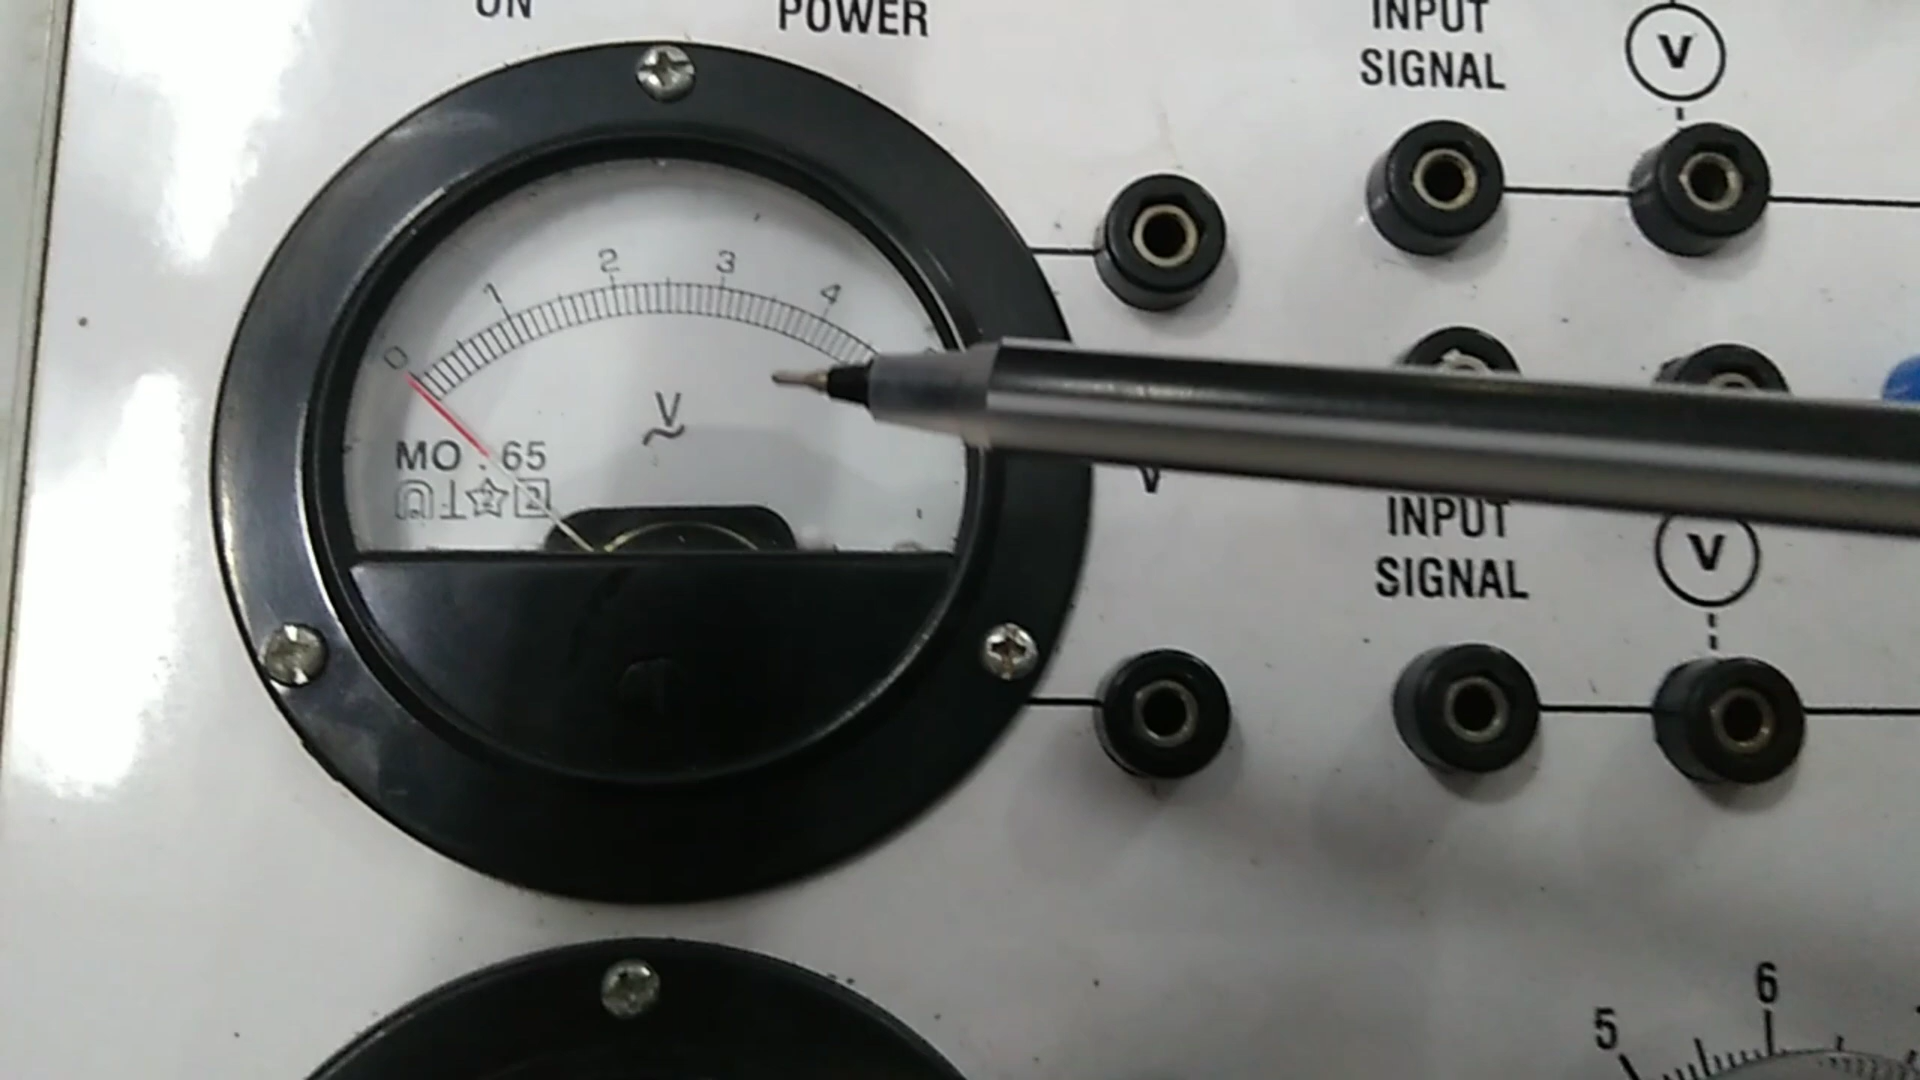 ON
POWER
INPUT
SIGNAL
V
0 1 2 3 4
V
MO . 65
V
INPUT
SIGNAL
V
5 6